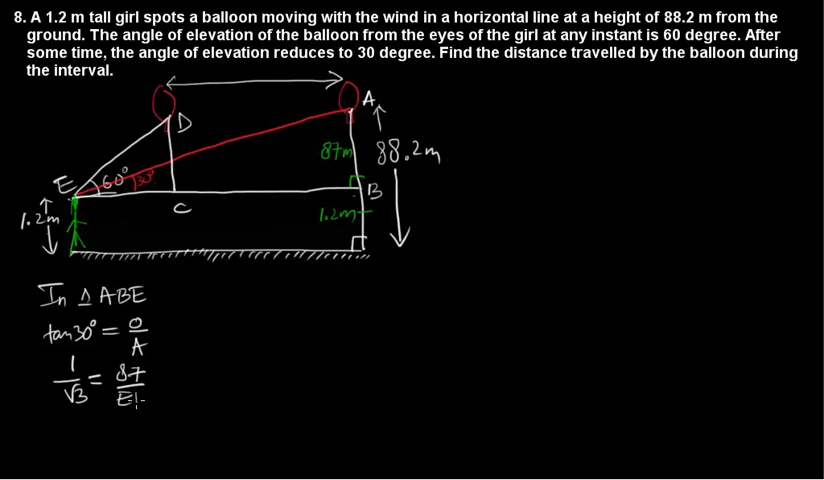 8. A 1.2 m tall girl spots a balloon moving with the wind in a horizontal line at a height of 88.2 m from the
ground. The angle of elevation of the balloon from the eyes of the girl at any instant is 60 degree. After
some time, the angle of elevation reduces to 30 degree. Find the distance travelled by the balloon during
the interval.
A
D
87m 88.2m
E 60° 30°
B
C
1.2m 1.2m
In △ ABE
tan30° = O/A
1/√3 = 87/E